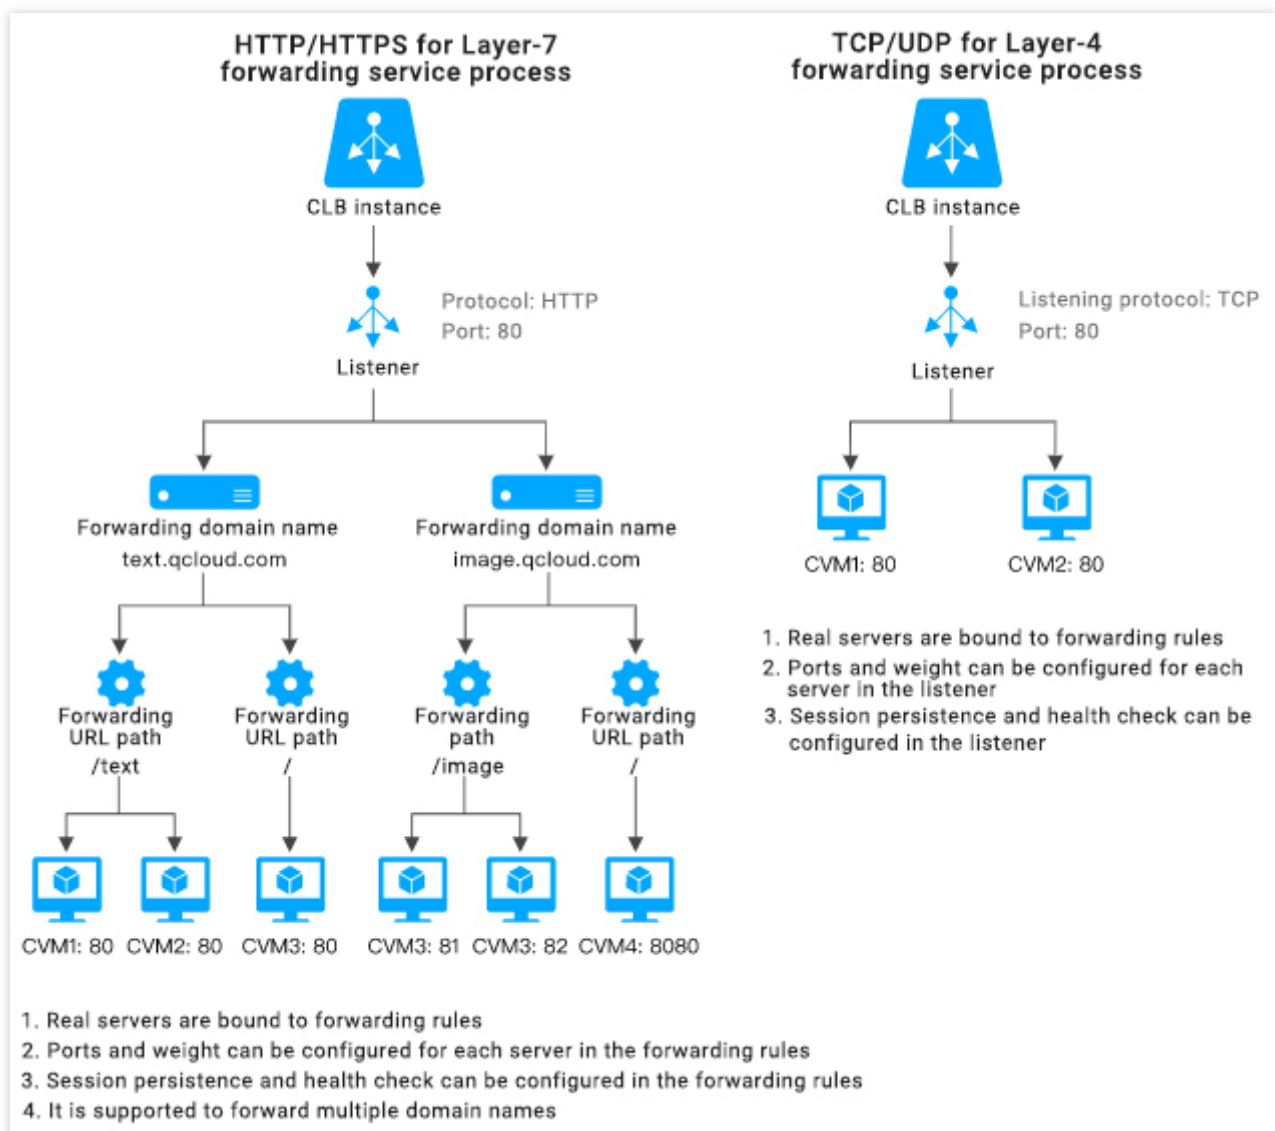 HTTP/HTTPS for Layer-7
forwarding service process
CLB instance
Protocol: HTTP
Port: 80
Listener
Forwarding domain name
text.qcloud.com
Forwarding domain name
image.qcloud.com
Forwarding
URL path
/text
Forwarding
URL path
/
Forwarding
path
/image
Forwarding
URL path
/
CVM1: 80
CVM2: 80
CVM3: 80
CVM3: 81
CVM3: 82
CVM4: 8080
1. Real servers are bound to forwarding rules
2. Ports and weight can be configured for each server in the forwarding rules
3. Session persistence and health check can be configured in the forwarding rules
4. It is supported to forward multiple domain names
TCP/UDP for Layer-4
forwarding service process
CLB instance
Listening protocol: TCP
Port: 80
Listener
CVM1: 80
CVM2: 80
1. Real servers are bound to forwarding rules
2. Ports and weight can be configured for each
server in the listener
3. Session persistence and health check can be
configured in the listener